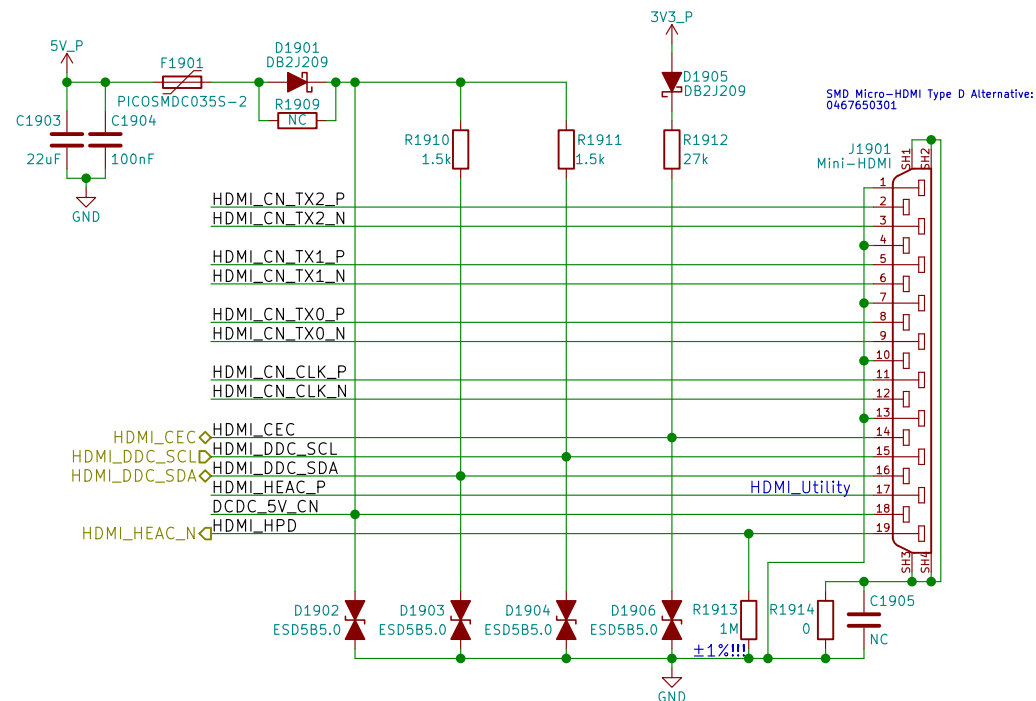 3V3_P
5V_P
F1901
PICOSMDC035S-2
D1901
DB2J209
R1909
NC
D1905
DB2J209
SMD Micro-HDMI Type D Alternative:
0467650301
C1903
22uF
C1904
100nF
GND
R1910
1.5k
R1911
1.5k
R1912
27k
J1901
Mini-HDMI
SH1
SH2
HDMI_CN_TX2_P
HDMI_CN_TX2_N
HDMI_CN_TX1_P
HDMI_CN_TX1_N
HDMI_CN_TX0_P
HDMI_CN_TX0_N
HDMI_CN_CLK_P
HDMI_CN_CLK_N
HDMI_CEC
HDMI_CEC
HDMI_DDC_SCL
HDMI_DDC_SCL
HDMI_DDC_SDA
HDMI_DDC_SDA
HDMI_HEAC_P
HDMI_Utility
DCDC_5V_CN
HDMI_HEAC_N
HDMI_HPD
1
2
3
4
5
6
7
8
9
10
11
12
13
14
15
16
17
18
19
SH3
SH4
D1902
ESD5B5.0
D1903
ESD5B5.0
D1904
ESD5B5.0
D1906
ESD5B5.0
R1913
1M
±1%!!!
R1914
0
C1905
NC
GND